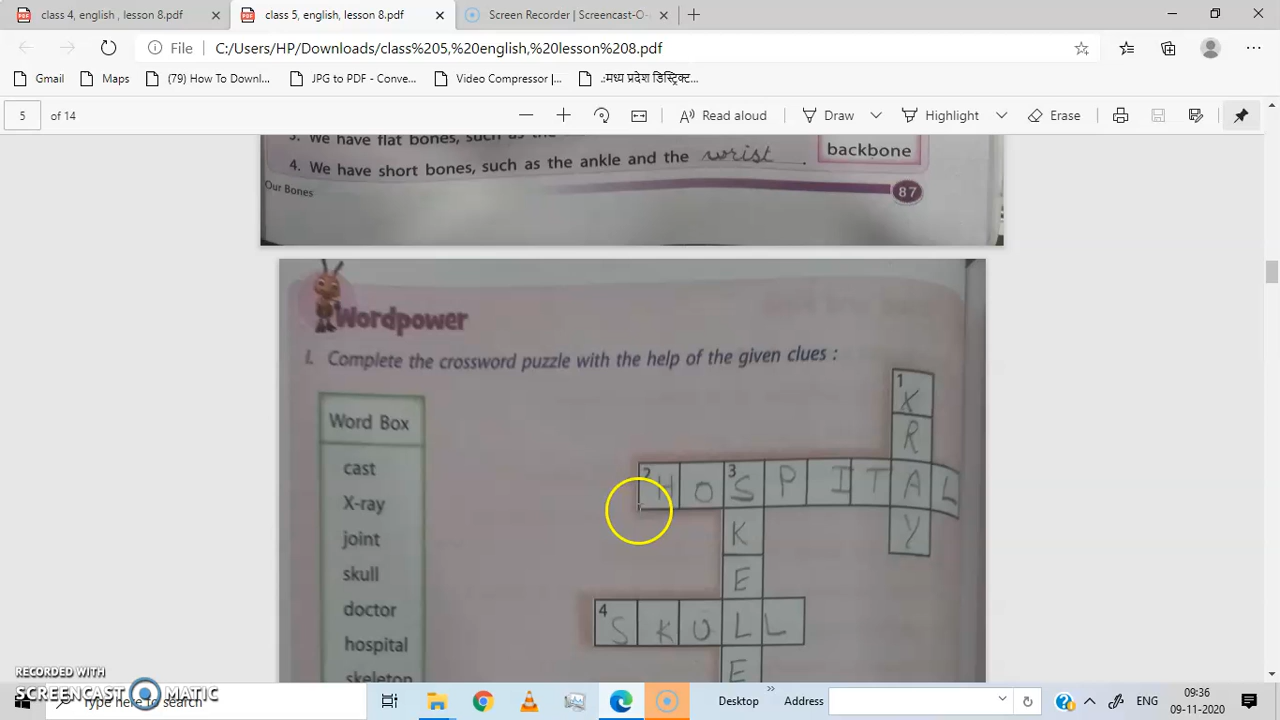 class 4, english , lesson 8.pdf
class 5, english, lesson 8.pdf
Screen Recorder | Screencast-O-
File
C:/Users/HP/Downloads/class%205,%20english,%20lesson%208.pdf
Gmail
Maps
(79) How To Downl...
JPG to PDF - Conve...
Video Compressor |...
.:मध्य प्रदेश डिस्ट्रिक्ट...
5 of 14
Read aloud
Draw
Highlight
Erase
3. We have flat bones, such as the
4. We have short bones, such as the ankle and the wrist.
backbone
Our Bones
87
Wordpower
I. Complete the crossword puzzle with the help of the given clues :
Word Box
cast
X-ray
joint
skull
doctor
hospital
skeleton
1
X
R
2 H O 3 S P I T A L
K Y
E
4 S K U L L
E
RECORDED WITH
SCREENCAST MATIC
Type here to search
Desktop
Address
ENG
09:36
09-11-2020